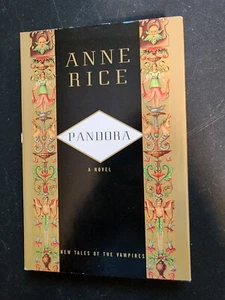 ANNE
RICE
PANDORA
A NOVEL
NEW TALES OF THE VAMPIRES